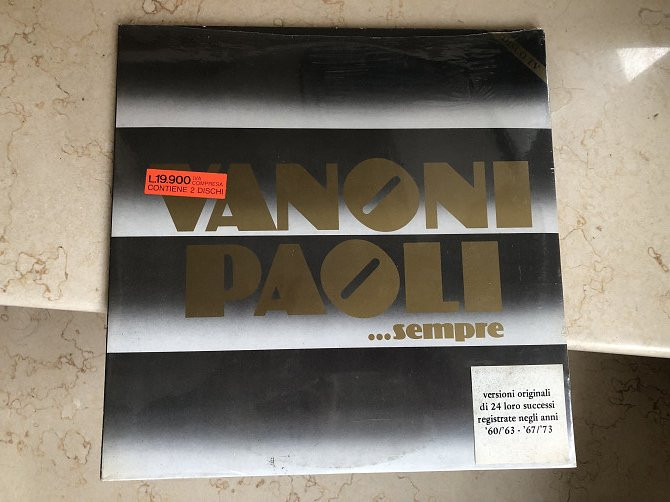 L.19.900 IVA COMPRESA
CONTIENE 2 DISCHI
VANONI
PAOLI
...sempre
versioni originali
di 24 loro successi
registrate negli anni
'60/'63 - '67/'73